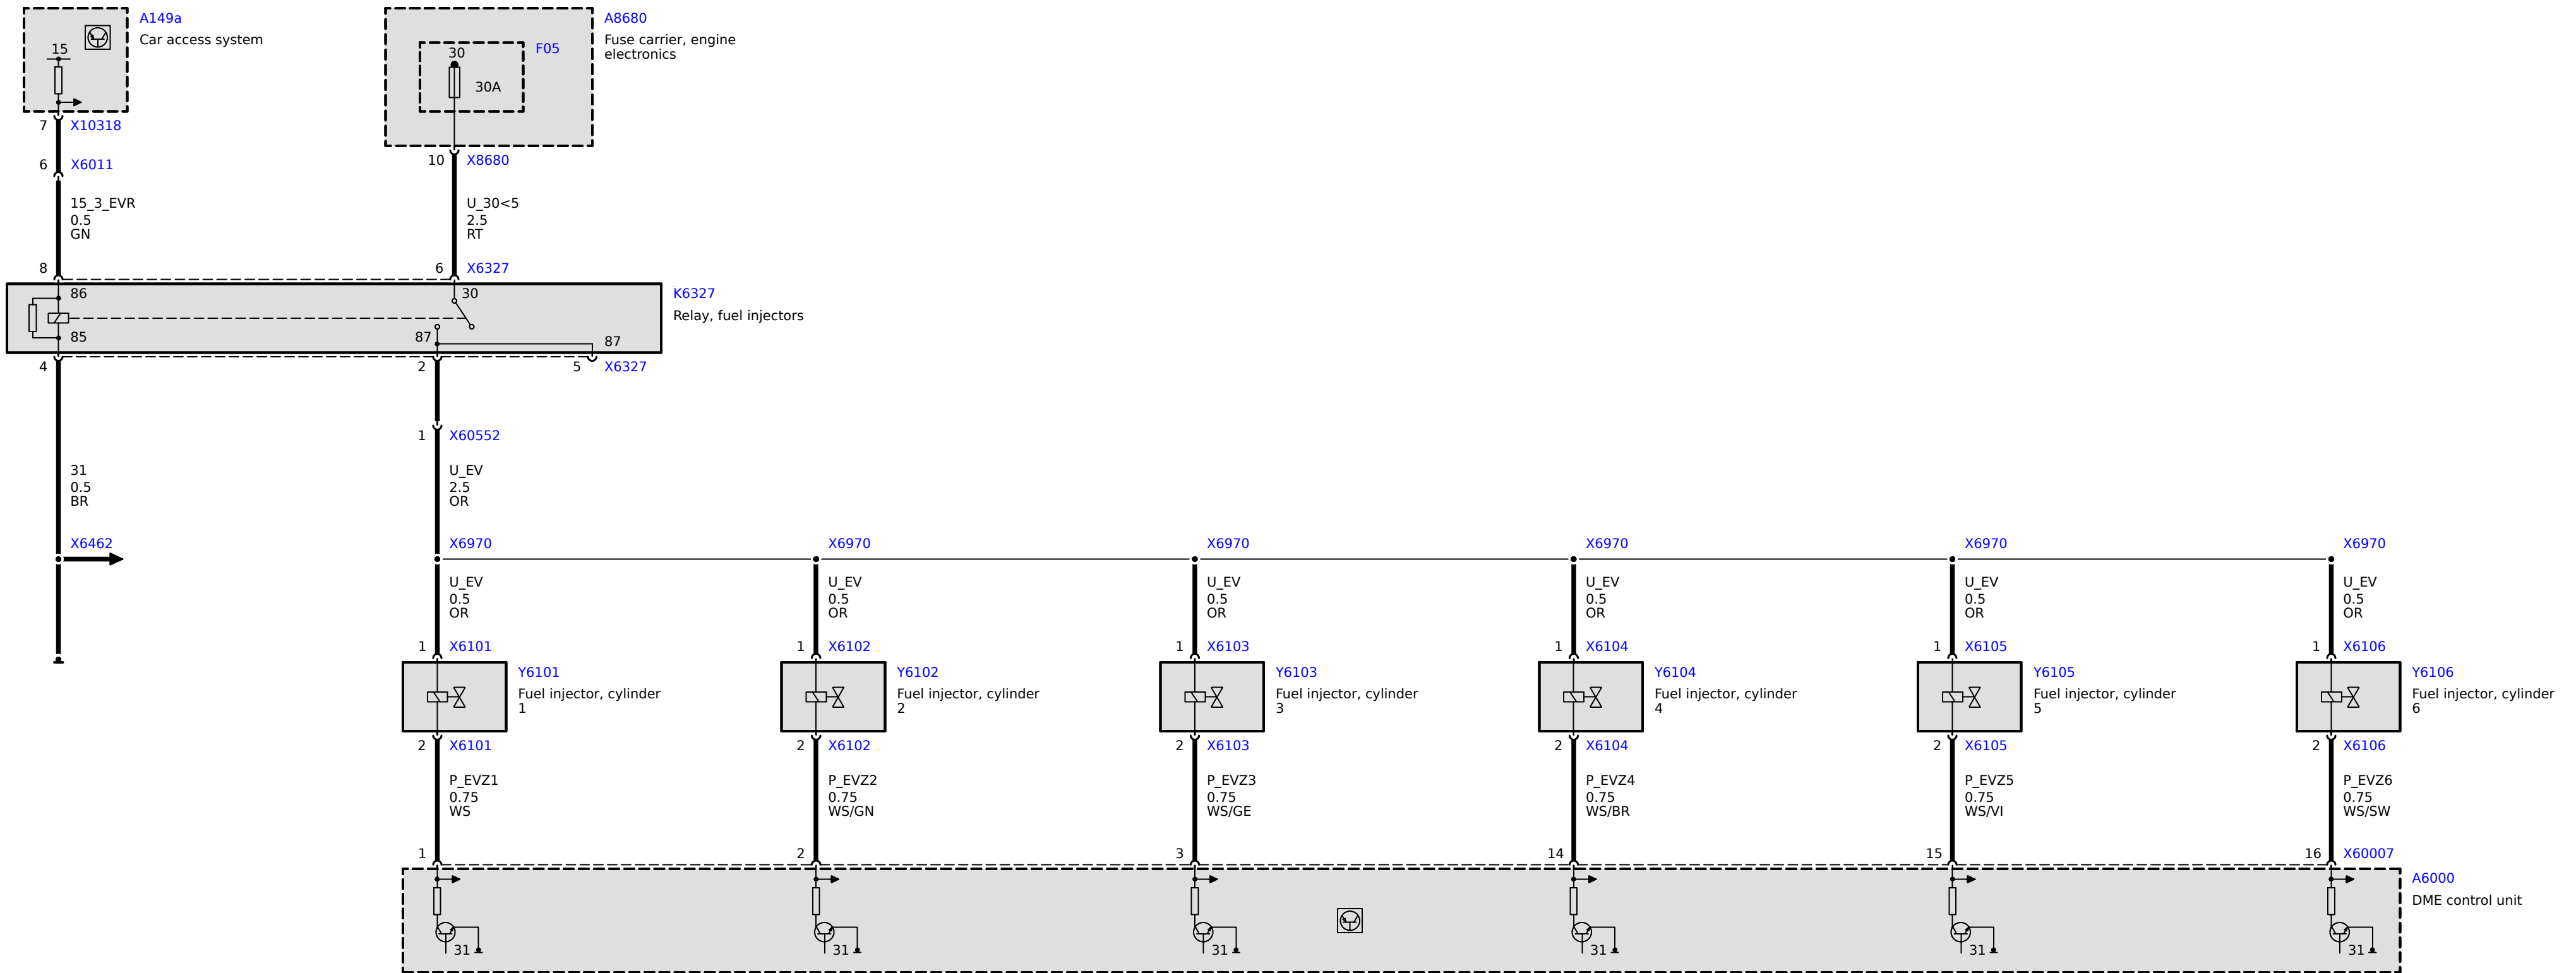 A149a
Car access system
15
A8680
Fuse carrier, engine
electronics
F05
30
30A
7 X10318
6 X6011
10 X8680
15_3_EVR
0.5
GN
U_30<5
2.5
RT
8
6 X6327
86
30
85
87
87
K6327
Relay, fuel injectors
4
2
5 X6327
1 X60552
31
0.5
BR
U_EV
2.5
OR
X6462
X6970
X6970
X6970
X6970
X6970
X6970
U_EV
0.5
OR
U_EV
0.5
OR
U_EV
0.5
OR
U_EV
0.5
OR
U_EV
0.5
OR
U_EV
0.5
OR
1 X6101
1 X6102
1 X6103
1 X6104
1 X6105
1 X6106
Y6101
Fuel injector, cylinder
1
Y6102
Fuel injector, cylinder
2
Y6103
Fuel injector, cylinder
3
Y6104
Fuel injector, cylinder
4
Y6105
Fuel injector, cylinder
5
Y6106
Fuel injector, cylinder
6
2 X6101
2 X6102
2 X6103
2 X6104
2 X6105
2 X6106
P_EVZ1
0.75
WS
P_EVZ2
0.75
WS/GN
P_EVZ3
0.75
WS/GE
P_EVZ4
0.75
WS/BR
P_EVZ5
0.75
WS/VI
P_EVZ6
0.75
WS/SW
1
2
3
14
15
16 X60007
A6000
DME control unit
31
31
31
31
31
31